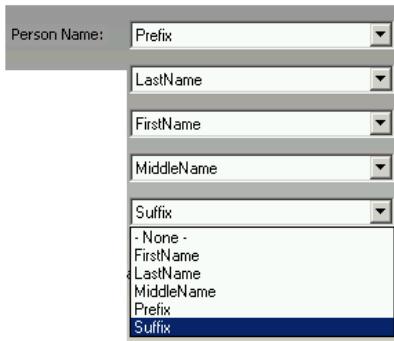 Person Name: Prefix
LastName
FirstName
MiddleName
Suffix
- None -
FirstName
LastName
MiddleName
Prefix
Suffix